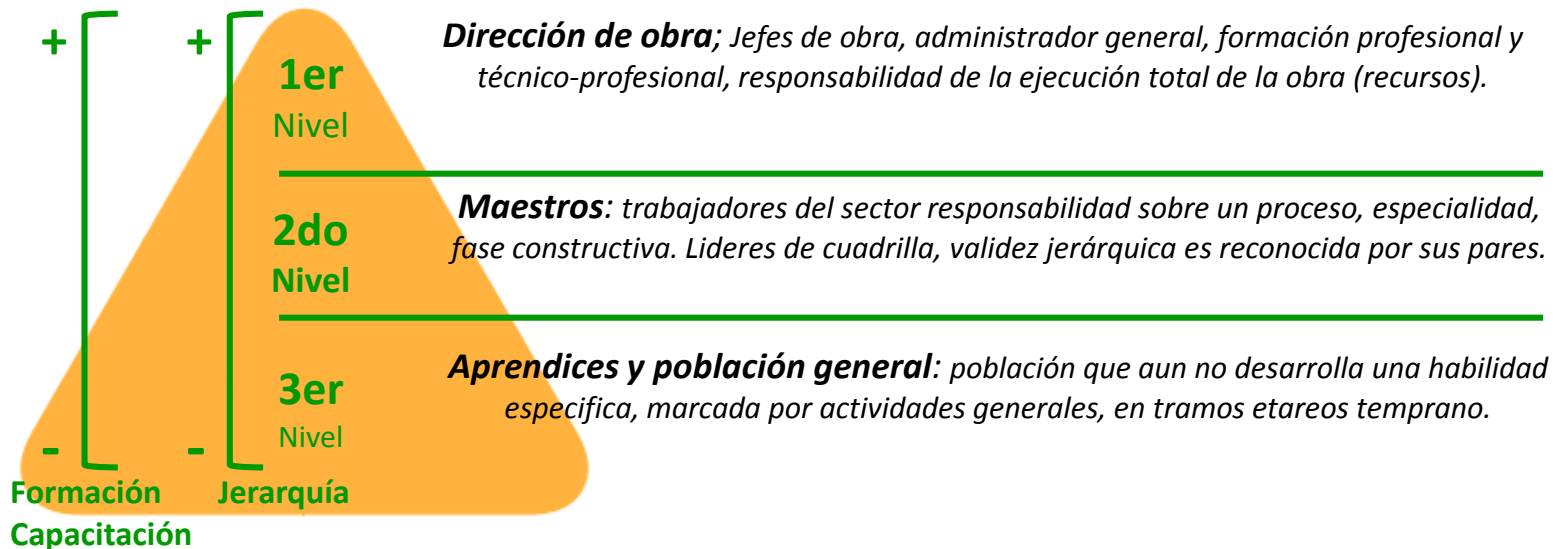 +
+
Dirección de obra; Jefes de obra, administrador general, formación profesional y
técnico-profesional, responsabilidad de la ejecución total de la obra (recursos).
1er
Nivel
Maestros: trabajadores del sector responsabilidad sobre un proceso, especialidad,
fase constructiva. Lideres de cuadrilla, validez jerárquica es reconocida por sus pares.
2do
Nivel
Aprendices y población general: población que aun no desarrolla una habilidad
especifica, marcada por actividades generales, en tramos etareos temprano.
3er
Nivel
-
-
Formación
Capacitación
Jerarquía